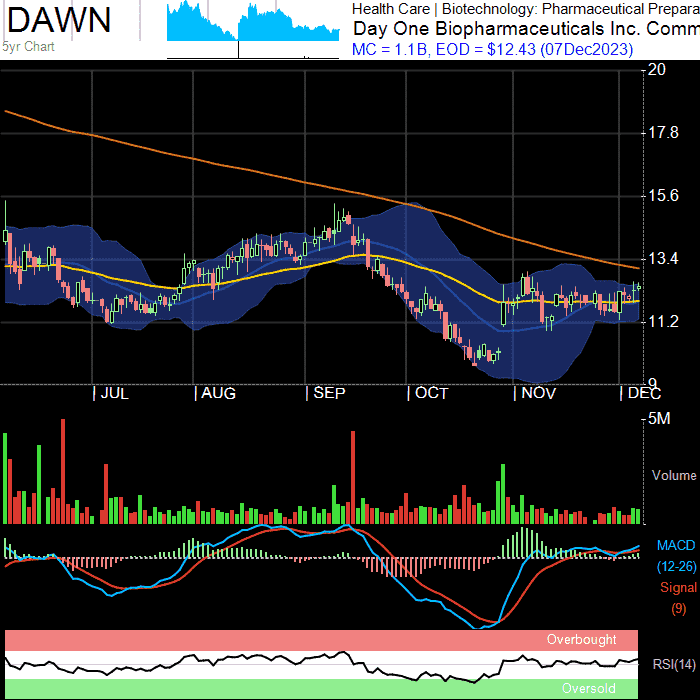 DAWN
5yr Chart
Health Care | Biotechnology: Pharmaceutical Prepara
Day One Biopharmaceuticals Inc. Comm
MC = 1.1B, EOD = $12.43 (07Dec2023)
20
17.8
15.6
13.4
11.2
9
| JUL | AUG | SEP | OCT | NOV | DEC
5M
Volume
MACD
(12-26)
Signal
(9)
Overbought
RSI(14)
Oversold